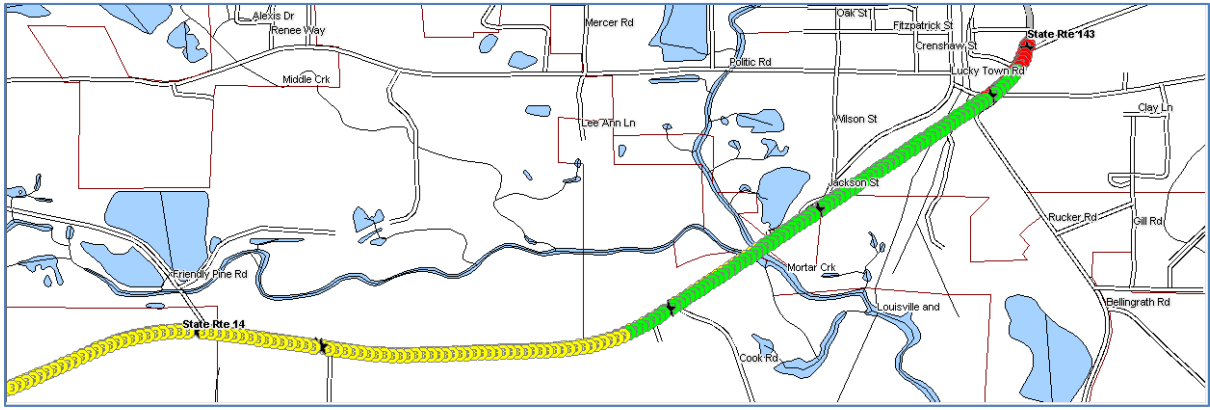 Alexis Dr
Renee Way
Mercer Rd
Oak St
Fitzpatrick St
Crenshaw St
State Rte 143
Politic Rd
Lucky Town Rd
Middle Crk
Clay Ln
Lee Ann Ln
Wilson St
Jackson St
Rucker Rd
Gill Rd
Friendly Pine Rd
Mortar Crk
Louisville and
Bellingrath Rd
State Rte 14
Cook Rd